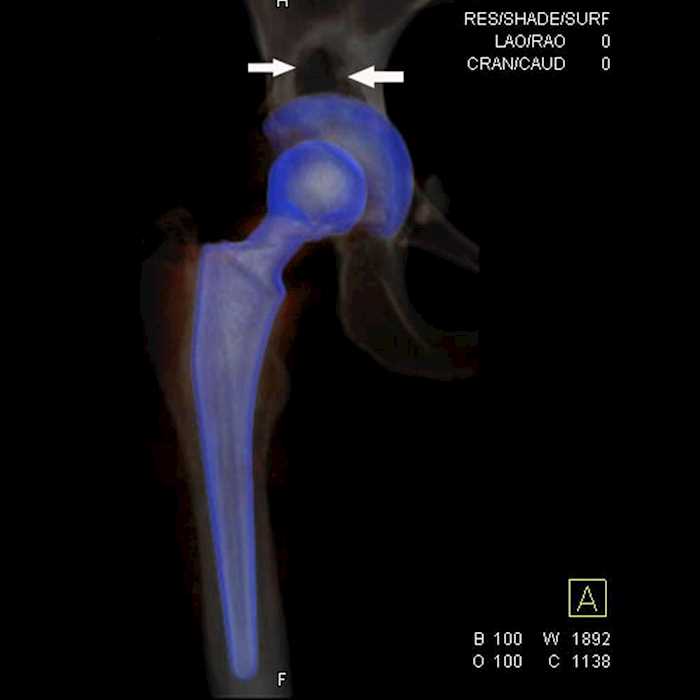 H
RES/SHADE/SURF
LAO/RAO 0
CRAN/CAUD 0
A
B 100 W 1892
O 100 C 1138
F